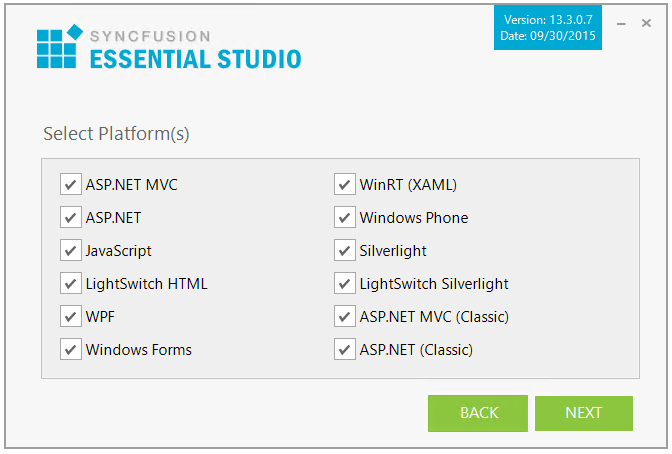 SYNCFUSION
ESSENTIAL STUDIO
Version: 13.3.0.7
Date: 09/30/2015
Select Platform(s)
ASP.NET MVC
ASP.NET
JavaScript
LightSwitch HTML
WPF
Windows Forms
WinRT (XAML)
Windows Phone
Silverlight
LightSwitch Silverlight
ASP.NET MVC (Classic)
ASP.NET (Classic)
BACK
NEXT